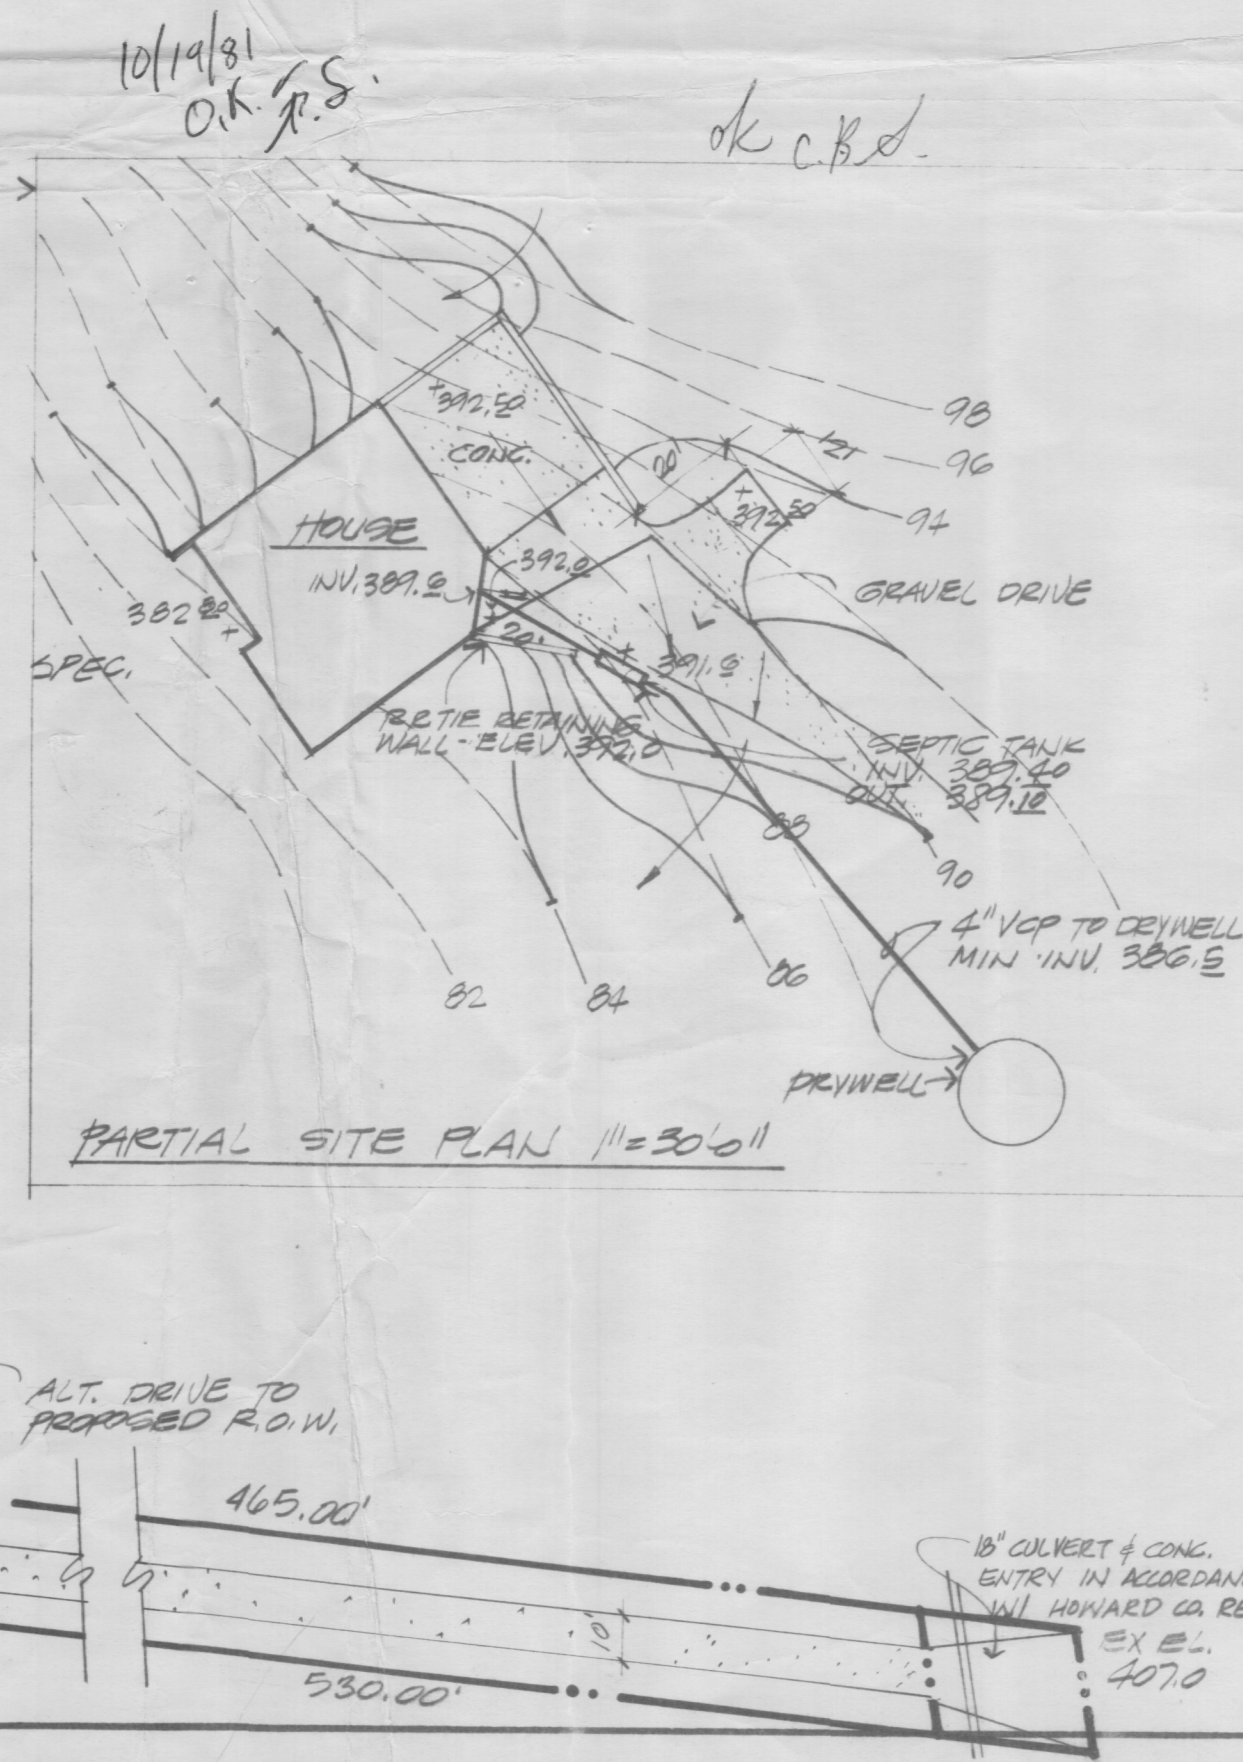 10/19/81
O.K. T.S.
ok C.B.S.
392.50
CONC.
98
96
94
20'
12'
392.50
HOUSE
INV. 389.6
392.0
GRAVEL DRIVE
382.80
SPEC.
20'
391.6
R.R TIE RETAINING
WALL - ELEV. 392.0
SEPTIC TANK
INV. 389.40
OUT. 389.10
88
90
4" VCP TO DRYWELL
MIN INV. 386.5
86
84
82
DRYWELL
PARTIAL SITE PLAN 1"=30'-0"
ALT. DRIVE TO
PROPOSED R.O.W.
465.00'
18" CULVERT & CONC.
ENTRY IN ACCORDAN
W/ HOWARD CO. RE
EX EL.
407.0
10'
530.00'